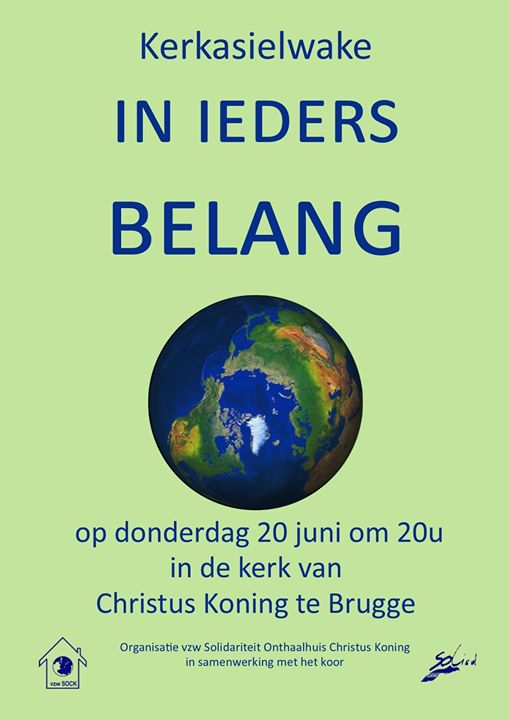 Kerkasielwake
IN IEDERS
BELANG
op donderdag 20 juni om 20u
in de kerk van
Christus Koning te Brugge
Organisatie vzw Solidariteit Onthaalhuis Christus Koning
in samenwerking met het koor
vzw SOCK
SoLied